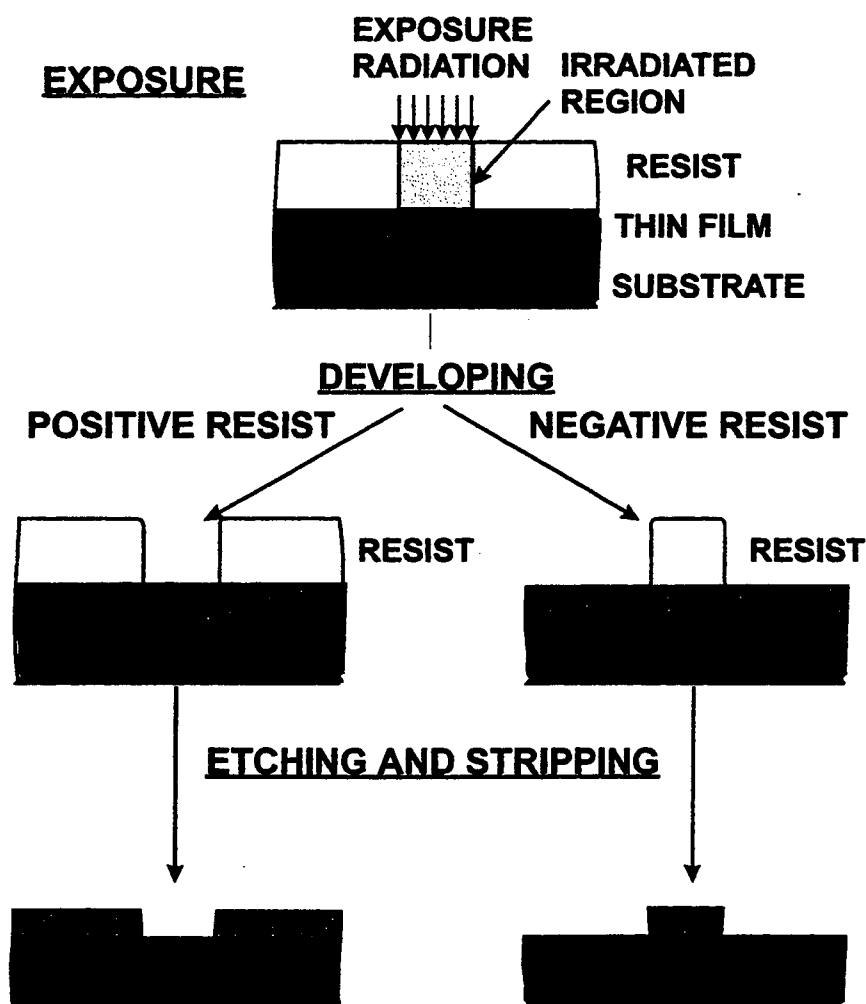 EXPOSURE
EXPOSURE
RADIATION
IRRADIATED
REGION
RESIST
THIN FILM
SUBSTRATE
DEVELOPING
POSITIVE RESIST
NEGATIVE RESIST
RESIST
RESIST
ETCHING AND STRIPPING